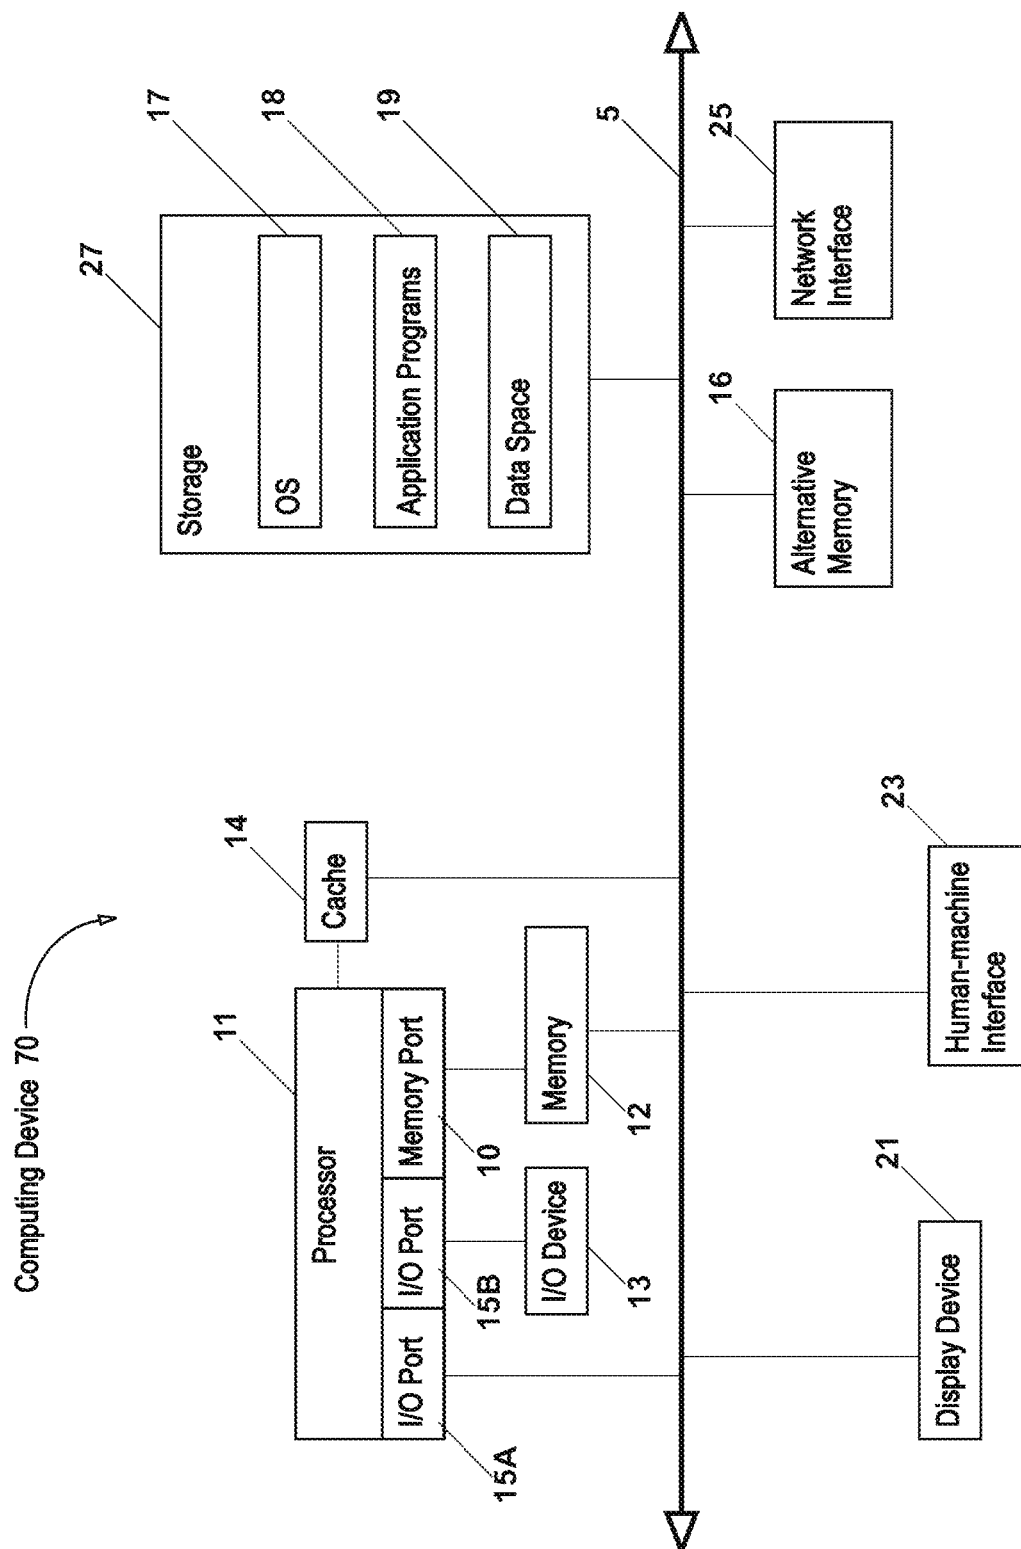 Computing Device 70
11
Processor
I/O Port
I/O Port
Memory Port
14
Cache
15A
15B
10
I/O Device
13
Memory
12
27
Storage
OS
17
Application Programs
18
Data Space
19
5
Display Device
21
Human-machine
Interface
23
Alternative
Memory
16
Network
Interface
25